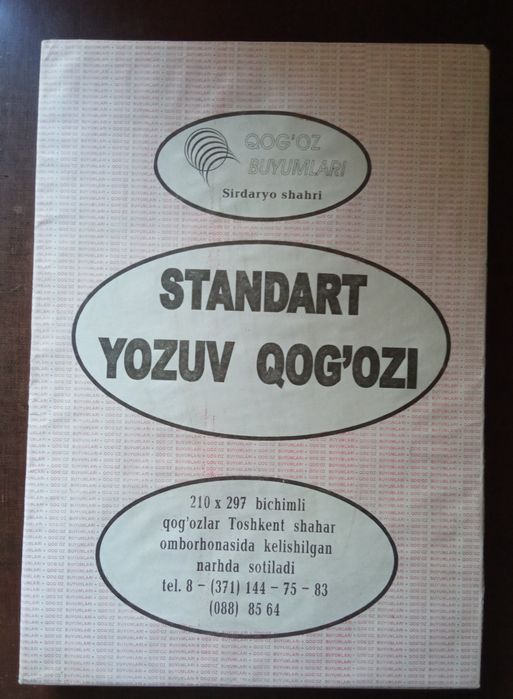 QOG'OZ
BUYUMLARI
Sirdaryo shahri
STANDART
YOZUV QOG'OZI
210 x 297 bichimli
qog'ozlar Toshkent shahar
omborhonasida kelishilgan
narhda sotiladi
tel. 8 – (371) 144 – 75 – 83
(088) 85 64